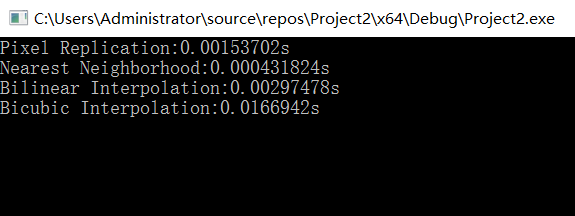 C:\Users\Administrator\source\repos\Project2\x64\Debug\Project2.exe
Pixel Replication:0.00153702s
Nearest Neighborhood:0.000431824s
Bilinear Interpolation:0.00297478s
Bicubic Interpolation:0.0166942s